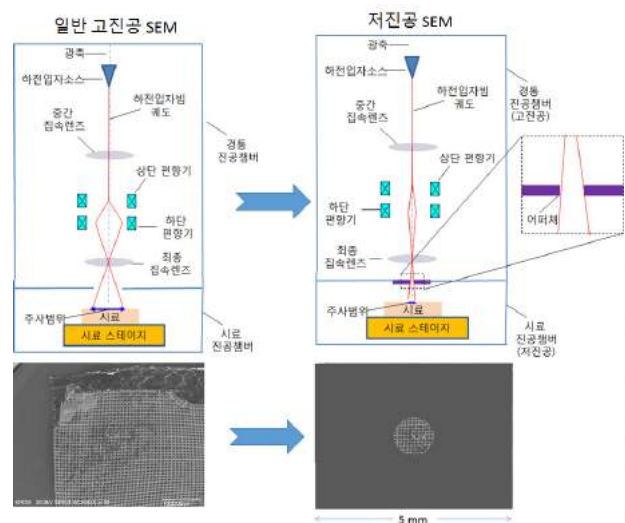 일반 고진공 SEM
저진공 SEM
광축
하전입자소스
하전입자빔
궤도
중간
집속렌즈
경통
진공챔버
상단 편향기
하단
편향기
최종
집속렌즈
주사범위
시료
시료 스테이지
시료
진공챔버
광축
하전입자소스
하전입자빔
궤도
중간
집속렌즈
경통
진공챔버
(고진공)
상단 편향기
하단
편향기
어퍼체
최종
집속렌즈
주사범위
시료
시료 스테이지
시료
진공챔버
(저진공)
5 mm